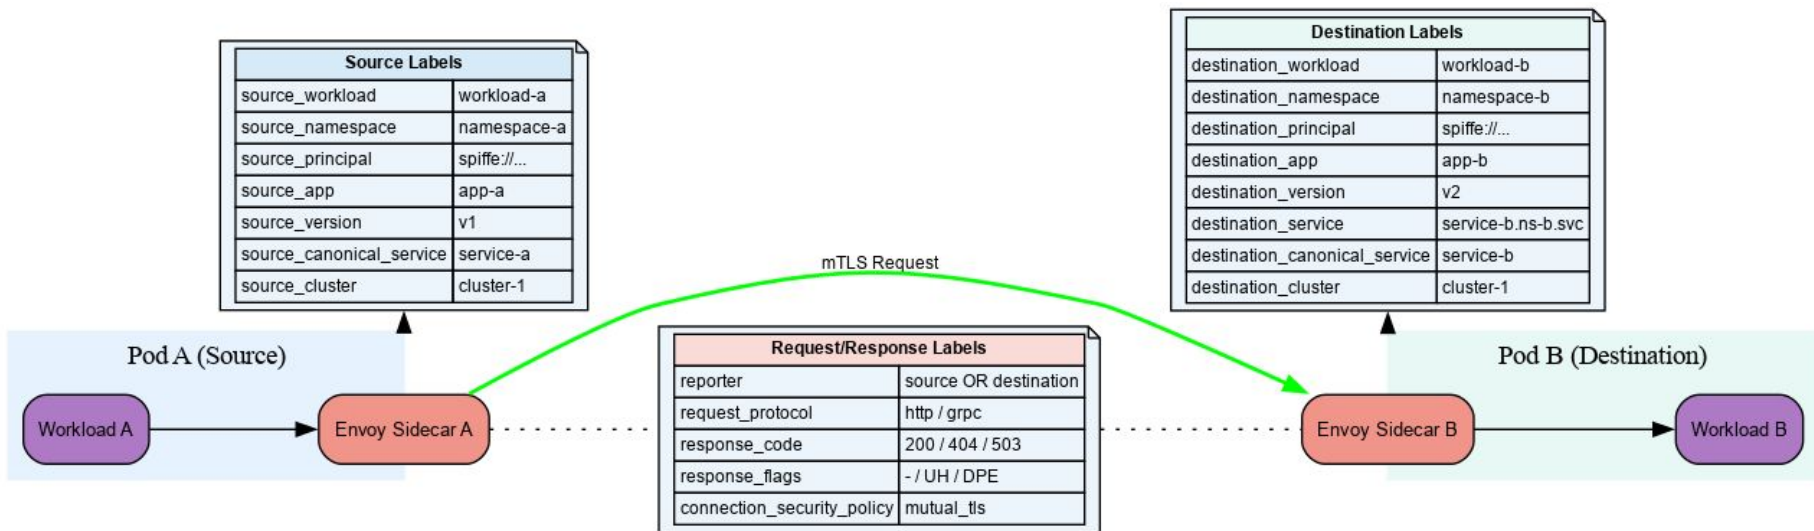 Source Labels
source_workload workload-a
source_namespace namespace-a
source_principal spiffe://...
source_app app-a
source_version v1
source_canonical_service service-a
source_cluster cluster-1
Destination Labels
destination_workload workload-b
destination_namespace namespace-b
destination_principal spiffe://...
destination_app app-b
destination_version v2
destination_service service-b.ns-b.svc
destination_canonical_service service-b
destination_cluster cluster-1
mTLS Request
Pod A (Source)
Workload A
Envoy Sidecar A
Request/Response Labels
reporter source OR destination
request_protocol http / grpc
response_code 200 / 404 / 503
response_flags - / UH / DPE
connection_security_policy mutual_tls
Pod B (Destination)
Envoy Sidecar B
Workload B